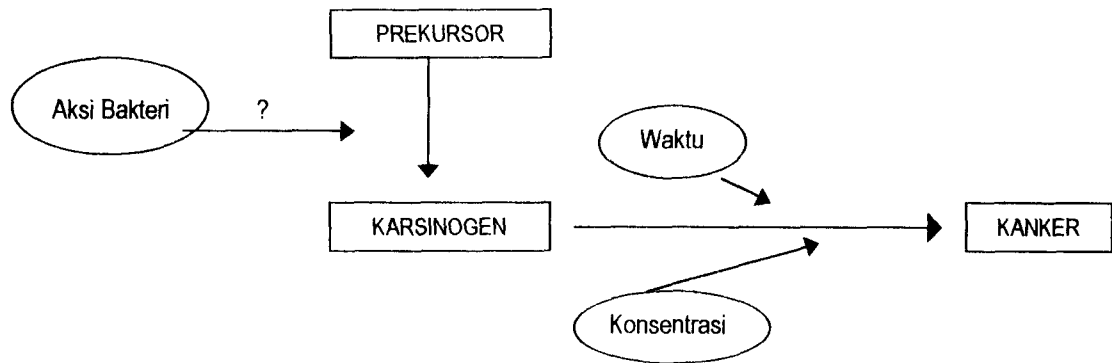 PREKURSOR
Aksi Bakteri
?
Waktu
KARSINOGEN
KANKER
Konsentrasi